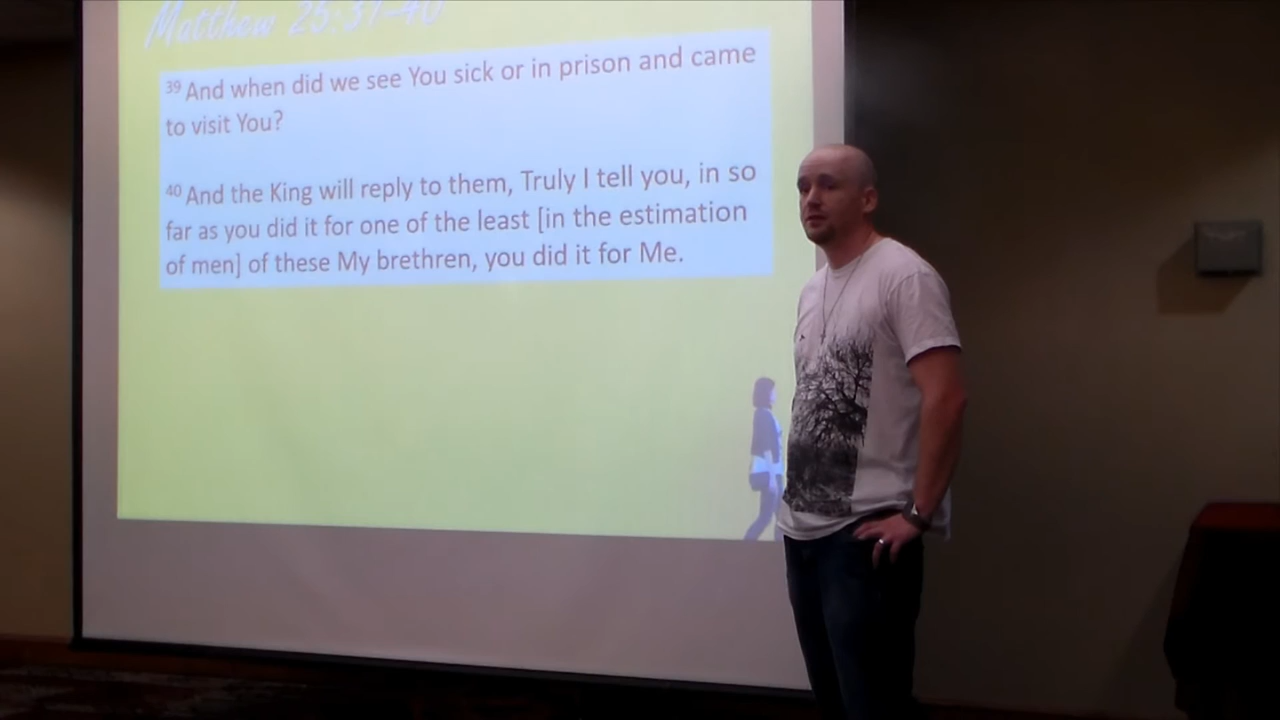 Matthew 25:31-40
39 And when did we see You sick or in prison and came
to visit You?
40 And the King will reply to them, Truly I tell you, in so
far as you did it for one of the least [in the estimation
of men] of these My brethren, you did it for Me.